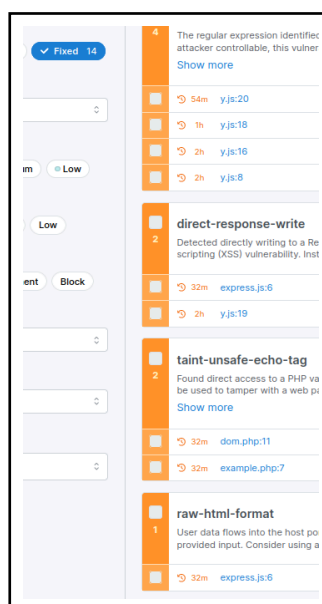 4
The regular expression identified
attacker controllable, this vulner
Show more
✓ Fixed 14
54m y.js:20
1h y.js:18
2h y.js:16
Low
2h y.js:8
Low
direct-response-write
2
Detected directly writing to a Re
scripting (XSS) vulnerability. Inst
Block
32m express.js:6
2h y.js:19
taint-unsafe-echo-tag
2
Found direct access to a PHP va
be used to tamper with a web pa
Show more
32m dom.php:11
32m example.php:7
raw-html-format
1
User data flows into the host po
provided input. Consider using a
32m express.js:6